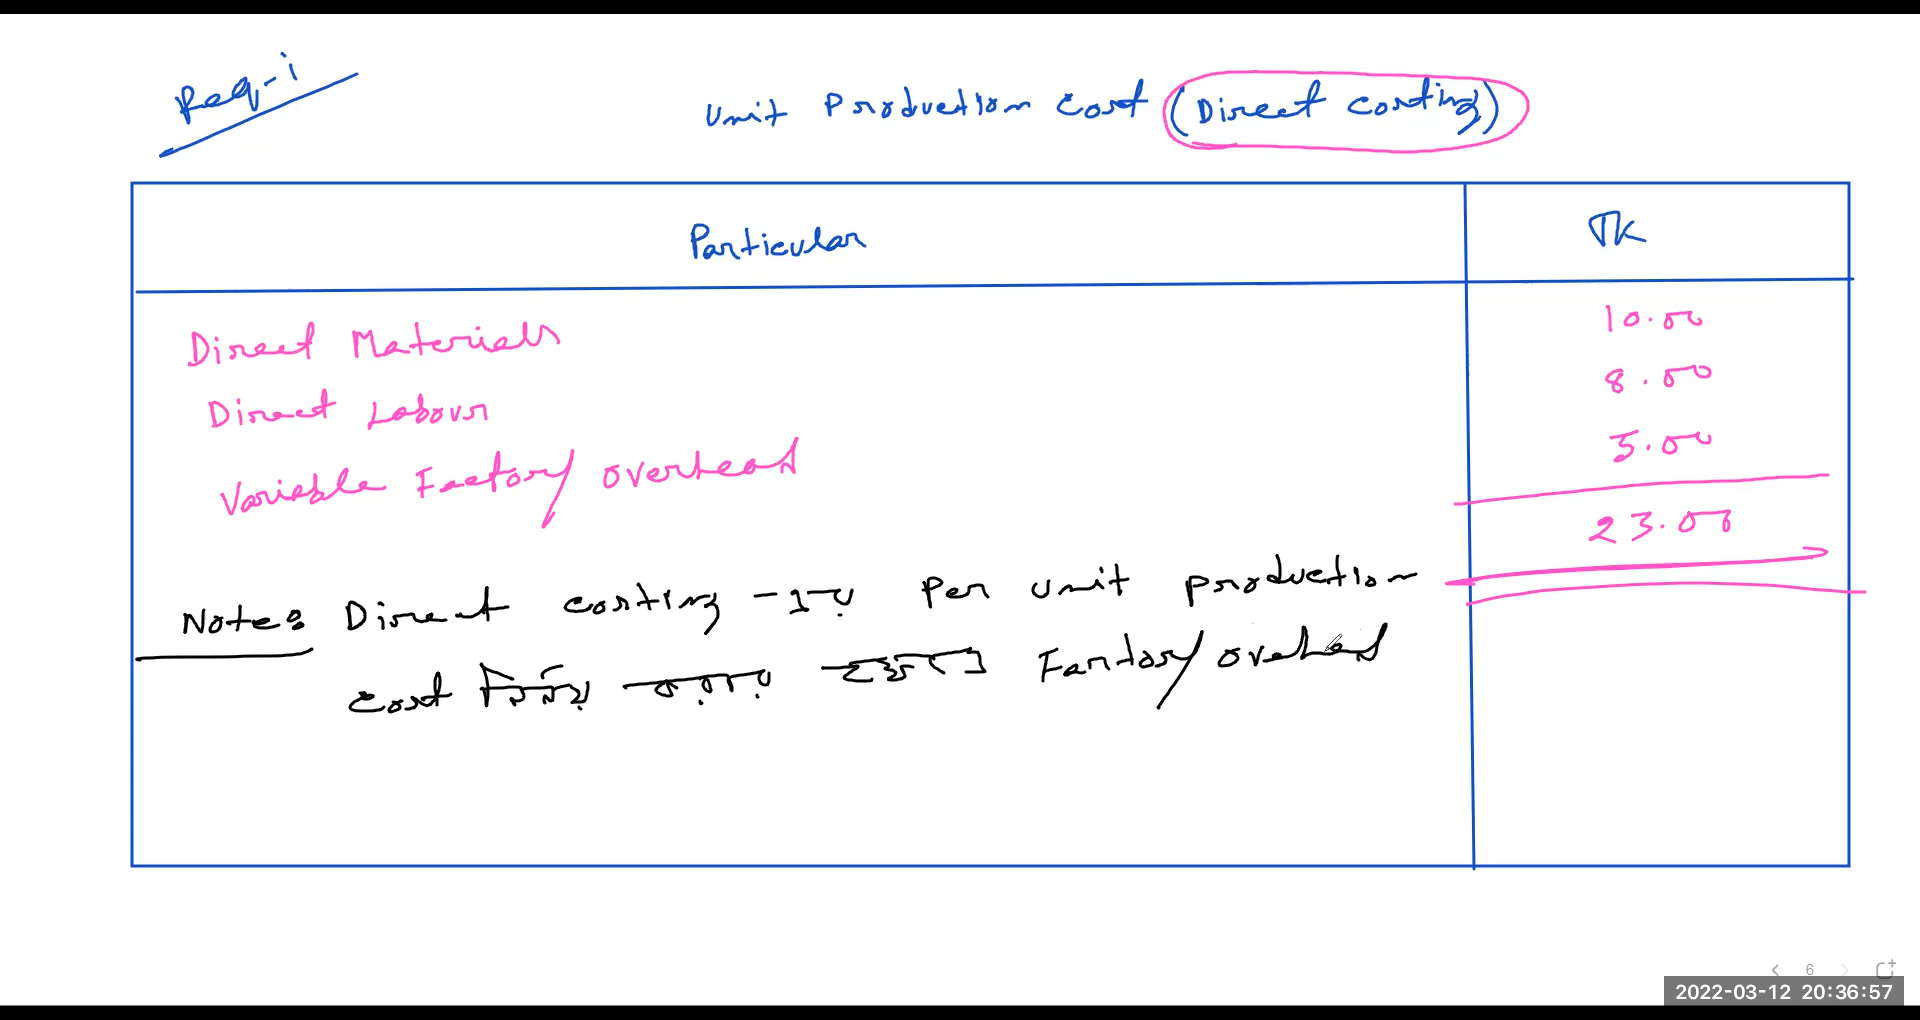 Req-i
Unit Production Cost (Direct Costing)
Particular TK
Direct Materials 10.00
Direct Labour 8.00
Variable Factory Overhead 5.00
23.00
Note: Direct Costing -এর Per Unit Production
Cost নির্ণয় করার Factory Overhead
6
2022-03-12 20:36:57